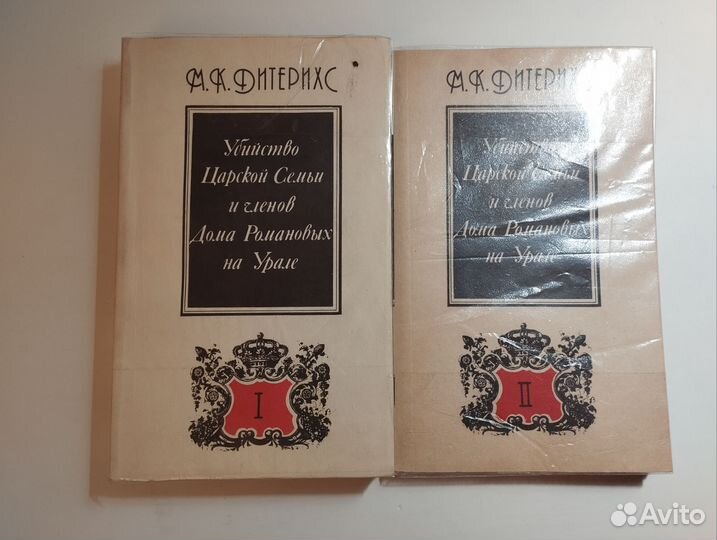 М.К.ДИТЕРИХС
Убийство
Царской Семьи
и членов
Дома Романовых
на Урале
I
М.К.ДИТЕРИХС
Убийство
Царской Семьи
и членов
Дома Романовых
на Урале
II
Avito